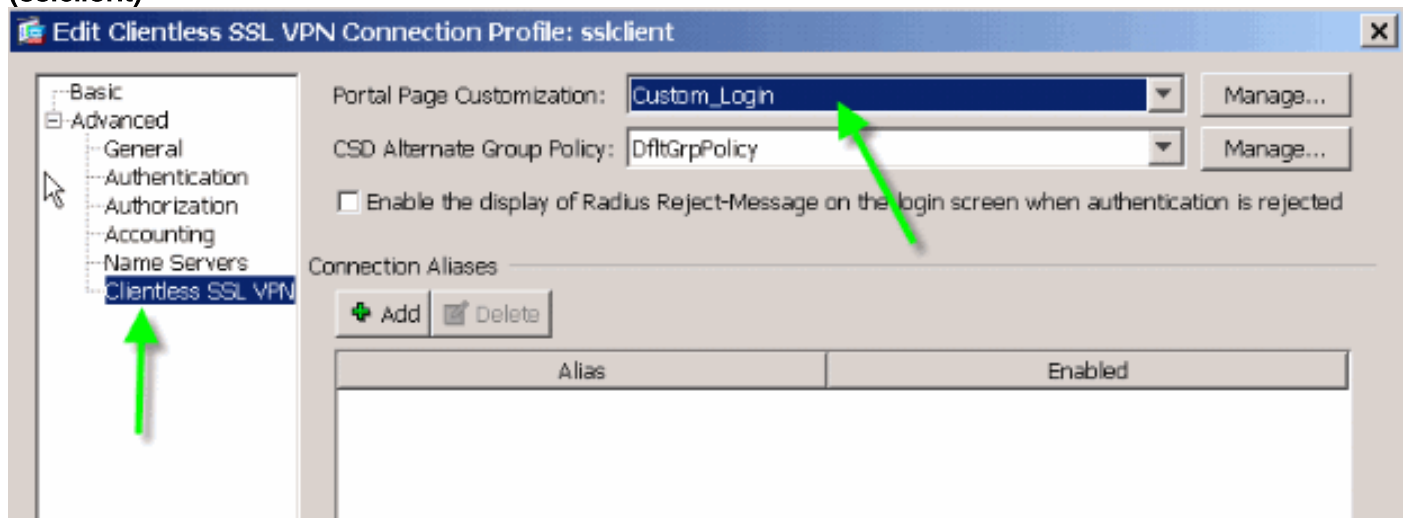 (sslclient)
Edit Clientless SSL VPN Connection Profile: sslclient
Basic
Advanced
General
Authentication
Authorization
Accounting
Name Servers
Clientless SSL VPN
Portal Page Customization: Custom_Login Manage...
CSD Alternate Group Policy: DfltGrpPolicy Manage...
Enable the display of Radius Reject-Message on the login screen when authentication is rejected
Connection Aliases
Add Delete
Alias Enabled